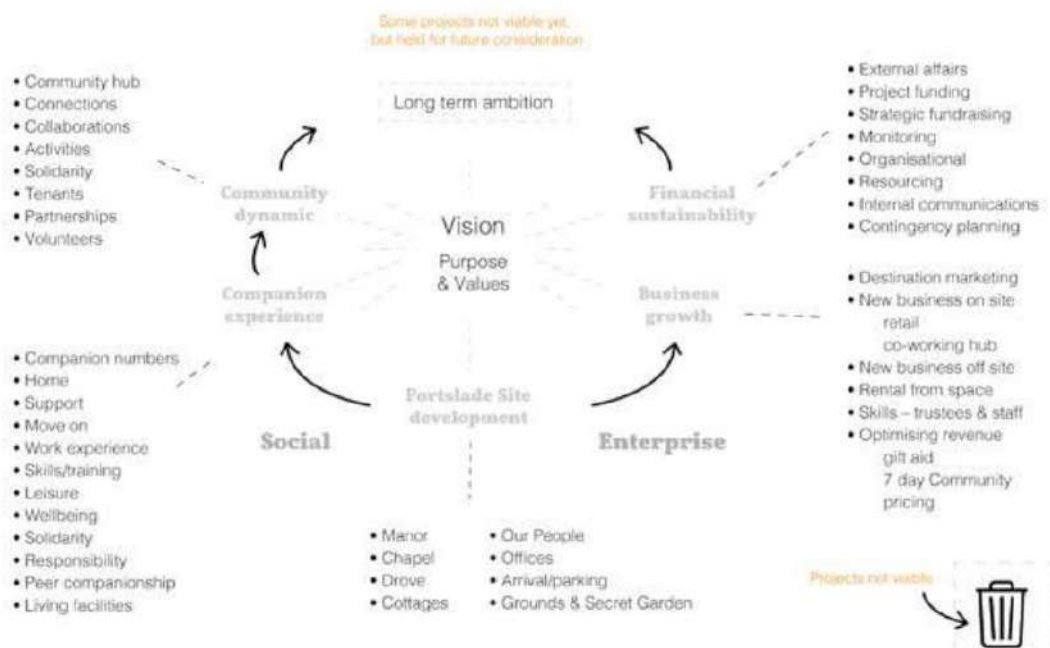 Some projects not viable yet,
but held for future consideration
Long term ambition
• Community hub
• Connections
• Collaborations
• Activities
• Solidarity
• Tenants
• Partnerships
• Volunteers
• External affairs
• Project funding
• Strategic fundraising
• Monitoring
• Organisational
• Resourcing
• Internal communications
• Contingency planning
Community
dynamic
Financial
sustainability
Vision
Purpose
& Values
Companion
experience
Business
growth
• Destination marketing
• New business on site
retail
co-working hub
• New business off site
• Rental from space
• Skills – trustees & staff
• Optimising revenue
gift aid
7 day Community
pricing
• Companion numbers
• Home
• Support
• Move on
• Work experience
• Skills/training
• Leisure
• Wellbeing
• Solidarity
• Responsibility
• Peer companionship
• Living facilities
Portslade Site
development
Social
Enterprise
• Manor
• Chapel
• Drove
• Cottages
• Our People
• Offices
• Arrival/parking
• Grounds & Secret Garden
Projects not viable